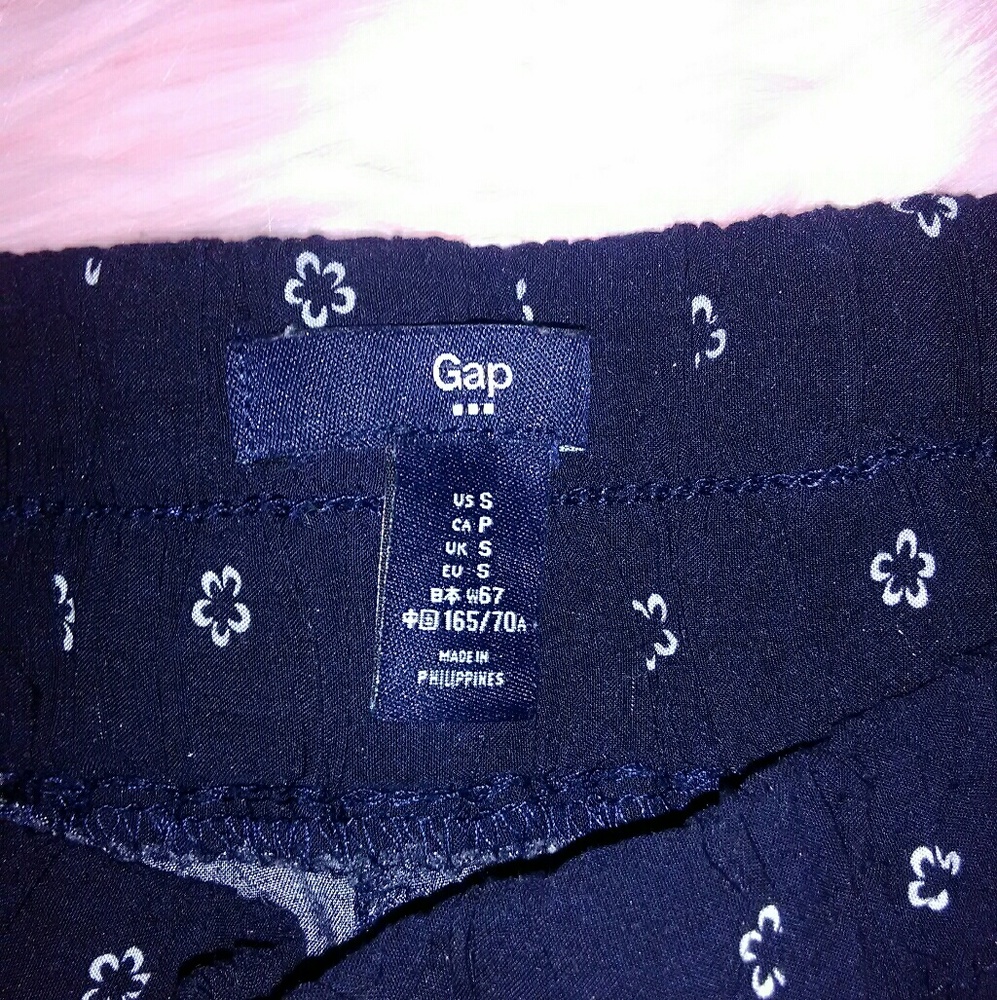 Gap
US S
CA P
UK S
EU S
日本 W67
中国 165/70A
MADE IN
PHILIPPINES